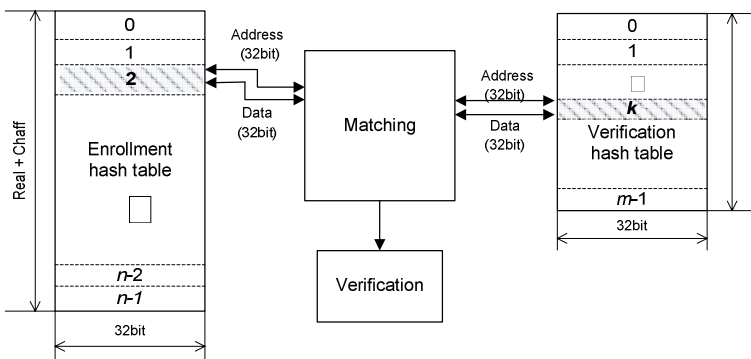 0
1
2
Enrollment
hash table
n-2
n-1
Real + Chaff
32bit
Address
(32bit)
Data
(32bit)
Matching
Verification
Address
(32bit)
Data
(32bit)
0
1
k
Verification
hash table
m-1
32bit